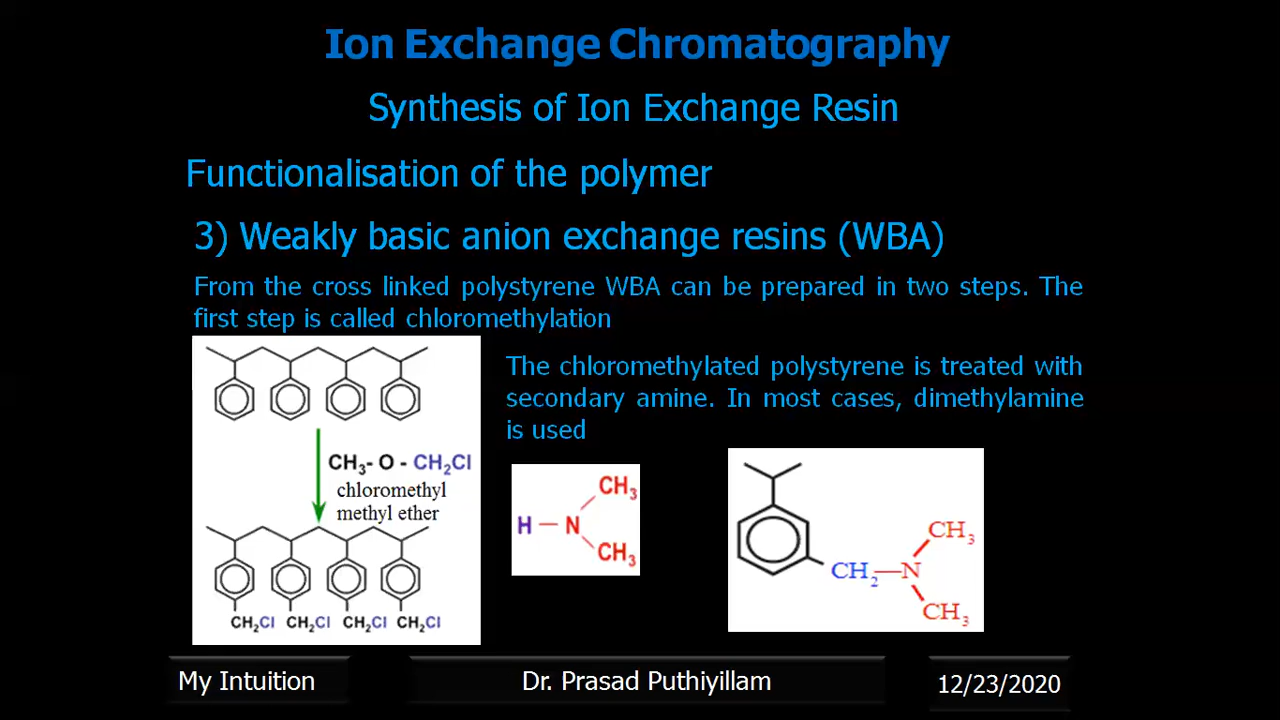 Ion Exchange Chromatography
Synthesis of Ion Exchange Resin
Functionalisation of the polymer
3) Weakly basic anion exchange resins (WBA)
From the cross linked polystyrene WBA can be prepared in two steps. The
first step is called chloromethylation
CH₃- O - CH₂Cl
chloromethyl
methyl ether
CH₂Cl CH₂Cl CH₂Cl CH₂Cl
The chloromethylated polystyrene is treated with
secondary amine. In most cases, dimethylamine
is used
CH₃
H – N
CH₃
CH₃
CH₂—N
CH₃
My Intuition
Dr. Prasad Puthiyillam
12/23/2020